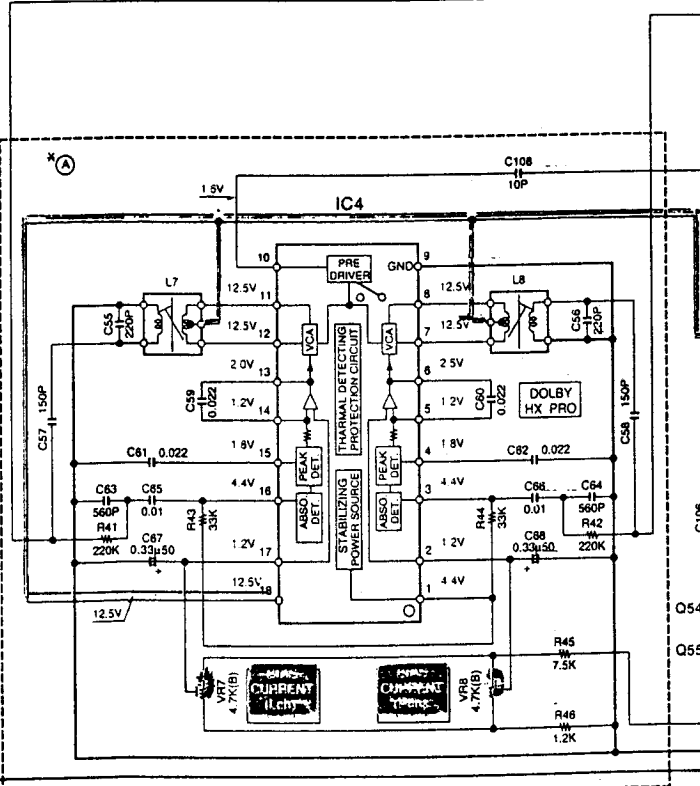 *Ⓐ
C108
10P
1.5V
IC4
10
PRE
DRIVER
9
GND
L7
12.5V
11
8
12.5V
L8
C55
220P
12.5V
12
VCA
VCA
7
12.5V
C56
220P
THARMAL DETECTING
PROTECTION CIRCUIT
2.0V
13
6
2.5V
C57
150P
C59
0.022
1.2V
14
5
1.2V
C60
0.022
DOLBY
HX PRO
C58
150P
C61 0.022
1.8V
15
PEAK
DET.
PEAK
DET.
4
1.8V
C62 0.022
C63
560P
C65
0.01
4.4V
16
ABSO.
DET.
STABILIZING
POWER SOURCE
ABSO.
DET.
3
4.4V
C66
0.01
C64
560P
R41
220K
R43
33K
R44
33K
R42
220K
C67
0.33µ50
+
1.2V
17
2
1.2V
C68
0.33µ50
+
12.5V
18
1
4.4V
12.5V
C106
Q54
Q55
VR7
4.7K(B)
BIAS
CURRENT
(Lch)
CURRENT
VR8
4.7K(B)
R45
7.5K
R46
1.2K